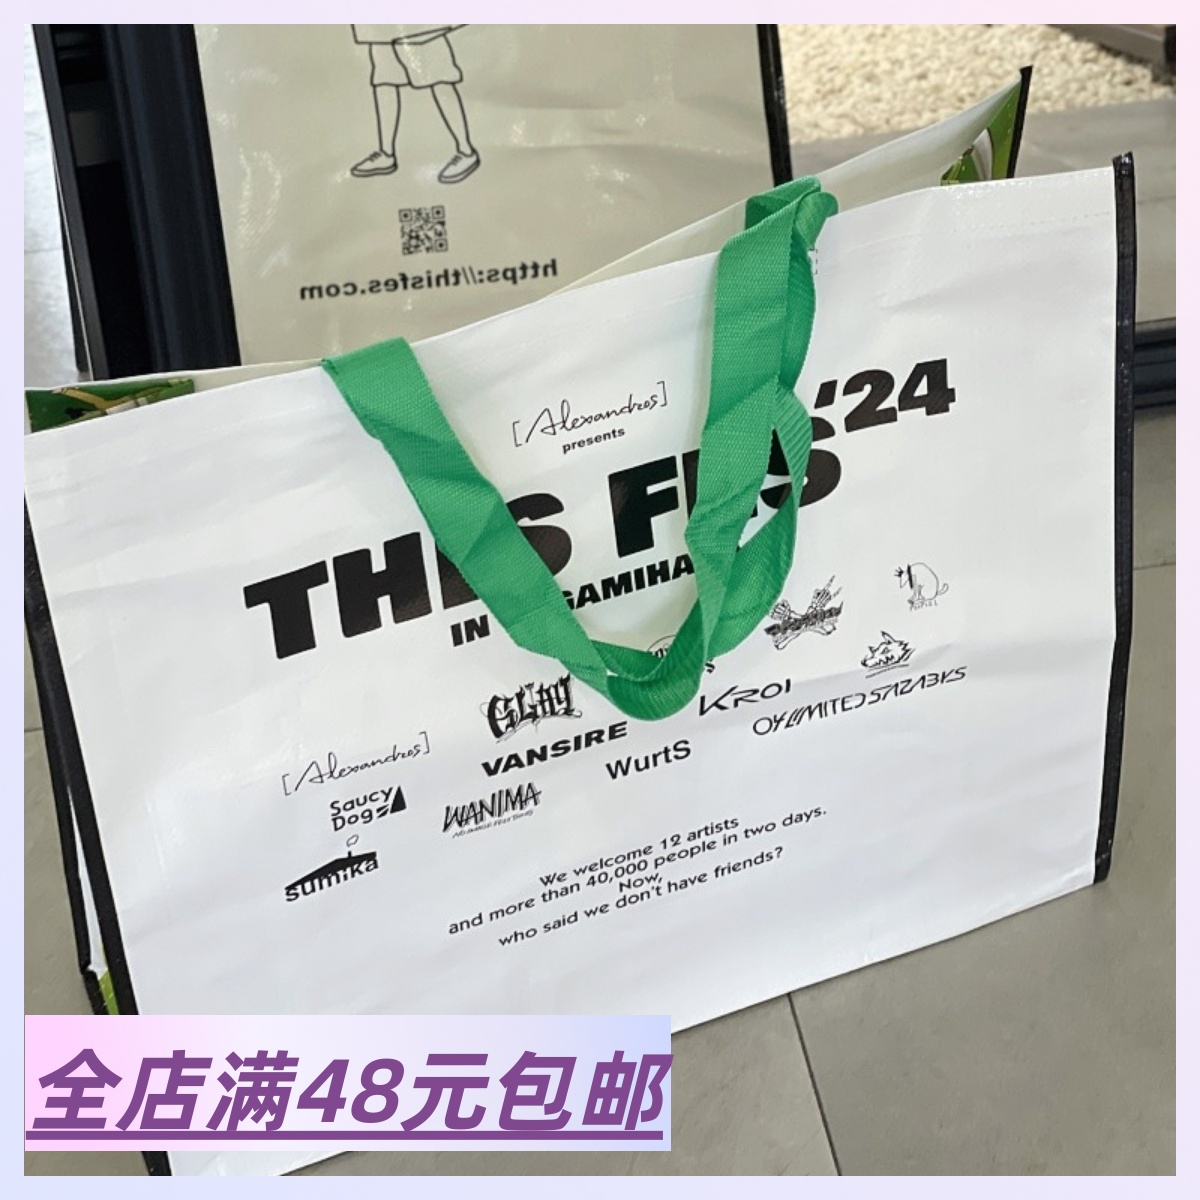 https://thisfes.com
[Alexandros]
presents
THIS FES '24
IN
GLAY
KROI
04 LIMITED SAZABYS
VANSIRE
WurtS
[Alexandros]
Saucy
Dog
WANIMA
sumika
We welcome 12 artists
and more than 40,000 people in two days.
Now,
who said we don't have friends?
全店满48元包邮